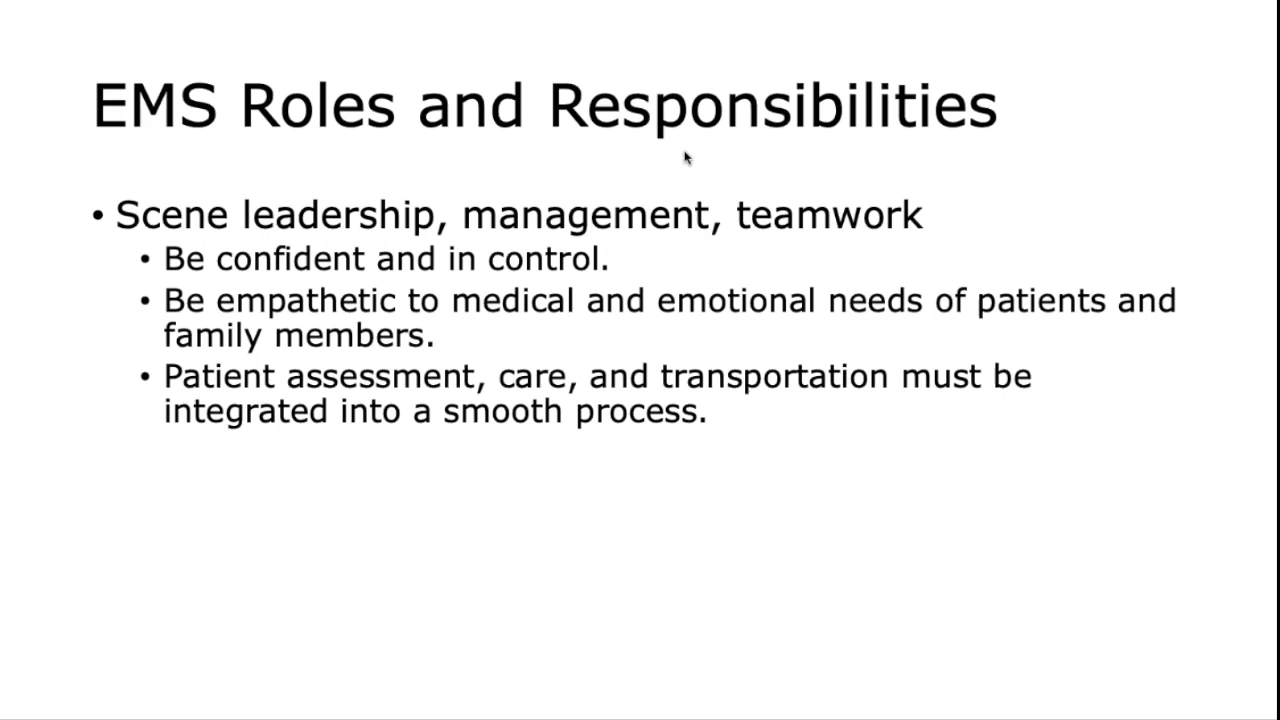 EMS Roles and Responsibilities
• Scene leadership, management, teamwork
• Be confident and in control.
• Be empathetic to medical and emotional needs of patients and
family members.
• Patient assessment, care, and transportation must be
integrated into a smooth process.